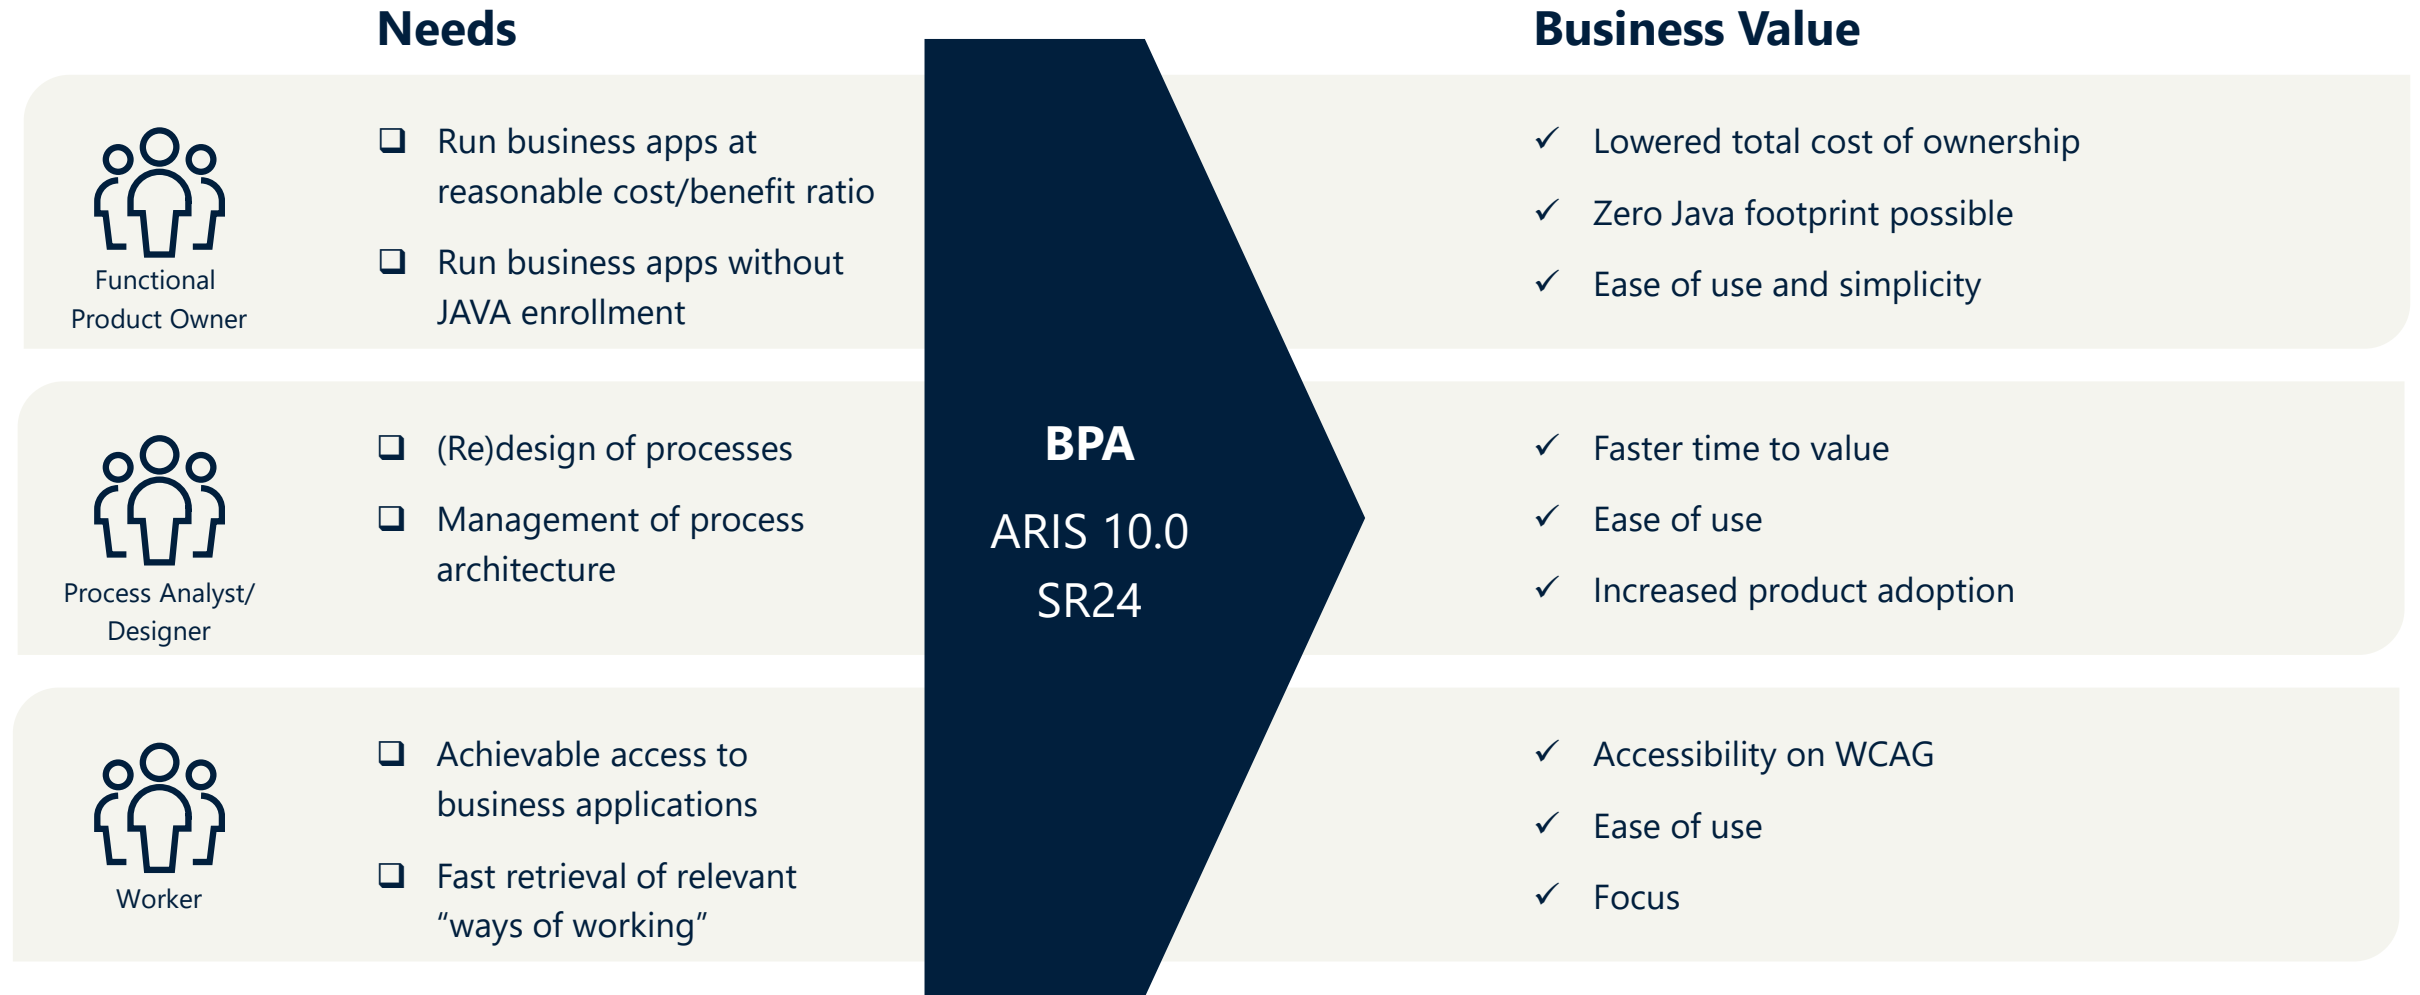 Needs
Business Value
Functional
Product Owner
❑ Run business apps at
reasonable cost/benefit ratio
❑ Run business apps without
JAVA enrollment
✓ Lowered total cost of ownership
✓ Zero Java footprint possible
✓ Ease of use and simplicity
BPA
ARIS 10.0
SR24
Process Analyst/
Designer
❑ (Re)design of processes
❑ Management of process
architecture
✓ Faster time to value
✓ Ease of use
✓ Increased product adoption
Worker
❑ Achievable access to
business applications
❑ Fast retrieval of relevant
“ways of working”
✓ Accessibility on WCAG
✓ Ease of use
✓ Focus